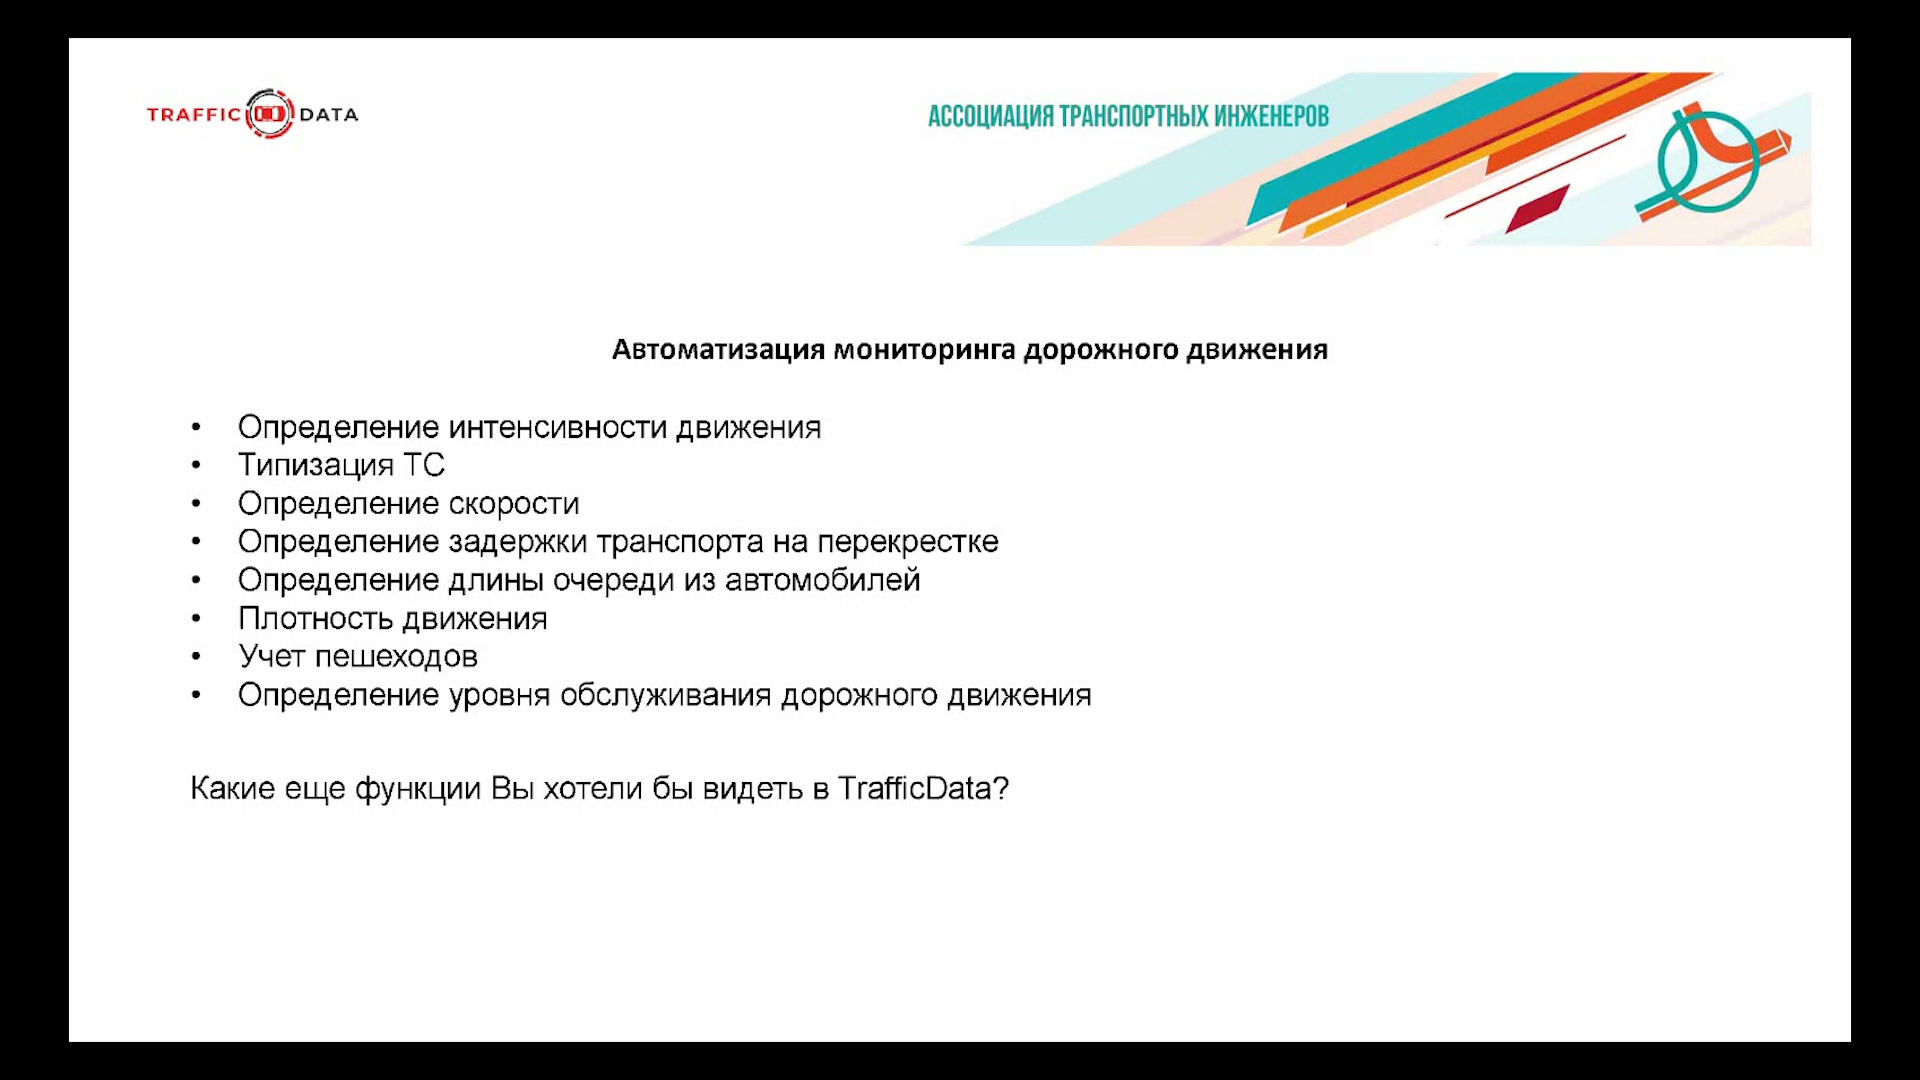 TRAFFIC DATA
АССОЦИАЦИЯ ТРАНСПОРТНЫХ ИНЖЕНЕРОВ
Автоматизация мониторинга дорожного движения
• Определение интенсивности движения
• Типизация ТС
• Определение скорости
• Определение задержки транспорта на перекрестке
• Определение длины очереди из автомобилей
• Плотность движения
• Учет пешеходов
• Определение уровня обслуживания дорожного движения
Какие еще функции Вы хотели бы видеть в TrafficData?